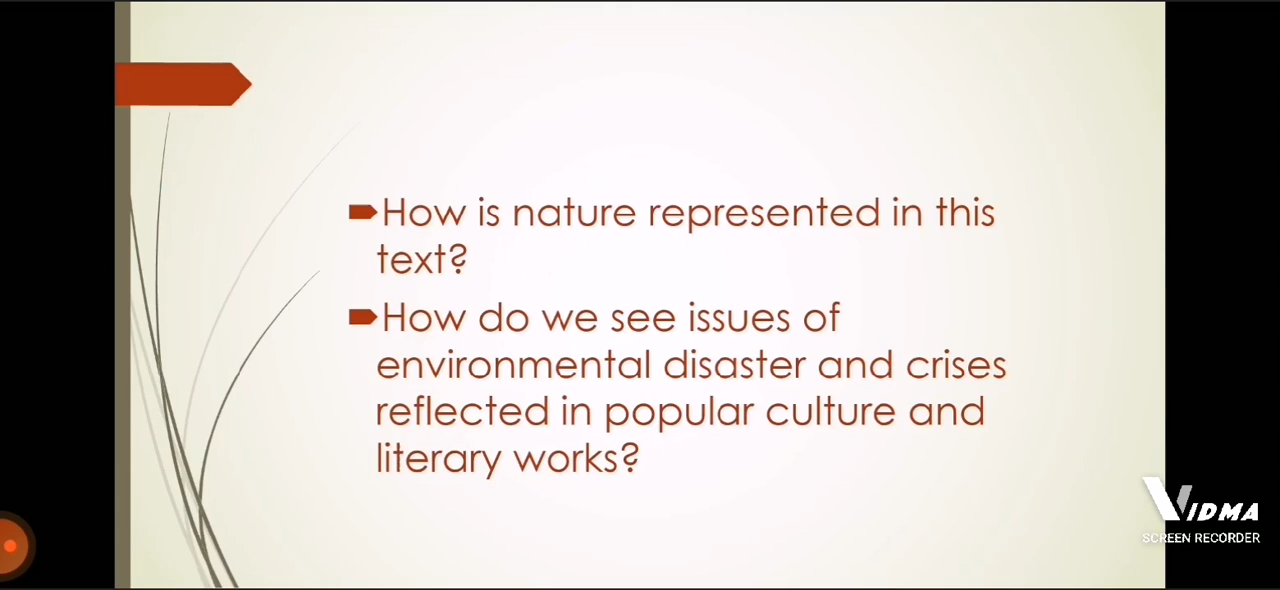 How is nature represented in this
text?
How do we see issues of
environmental disaster and crises
reflected in popular culture and
literary works?
VIDMA
SCREEN RECORDER